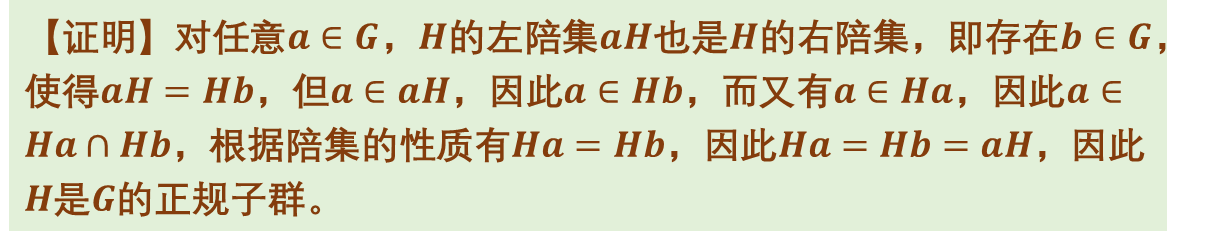 【证明】对任意a ∈ G，H的左陪集aH也是H的右陪集，即存在b ∈ G，
使得aH = Hb，但a ∈ aH，因此a ∈ Hb，而又有a ∈ Ha，因此a ∈
Ha ∩ Hb，根据陪集的性质有Ha = Hb，因此Ha = Hb = aH，因此
H是G的正规子群。